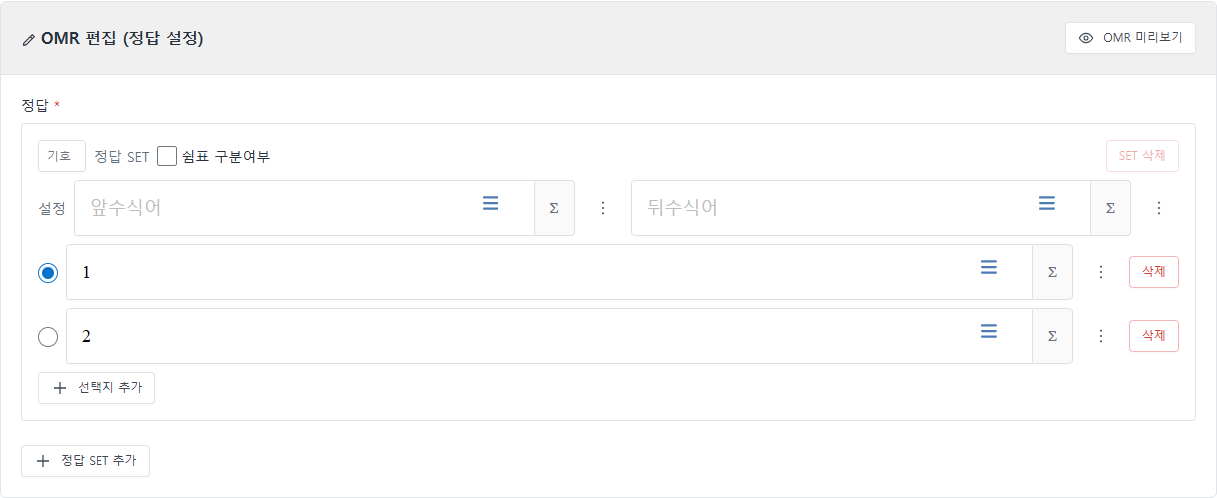 OMR 편집 (정답 설정)
OMR 미리보기
정답 *
기호 정답 SET 쉼표 구분여부 SET 삭제
설정 앞수식어 Σ 뒤수식어 Σ
1 Σ 삭제
2 Σ 삭제
+ 선택지 추가
+ 정답 SET 추가